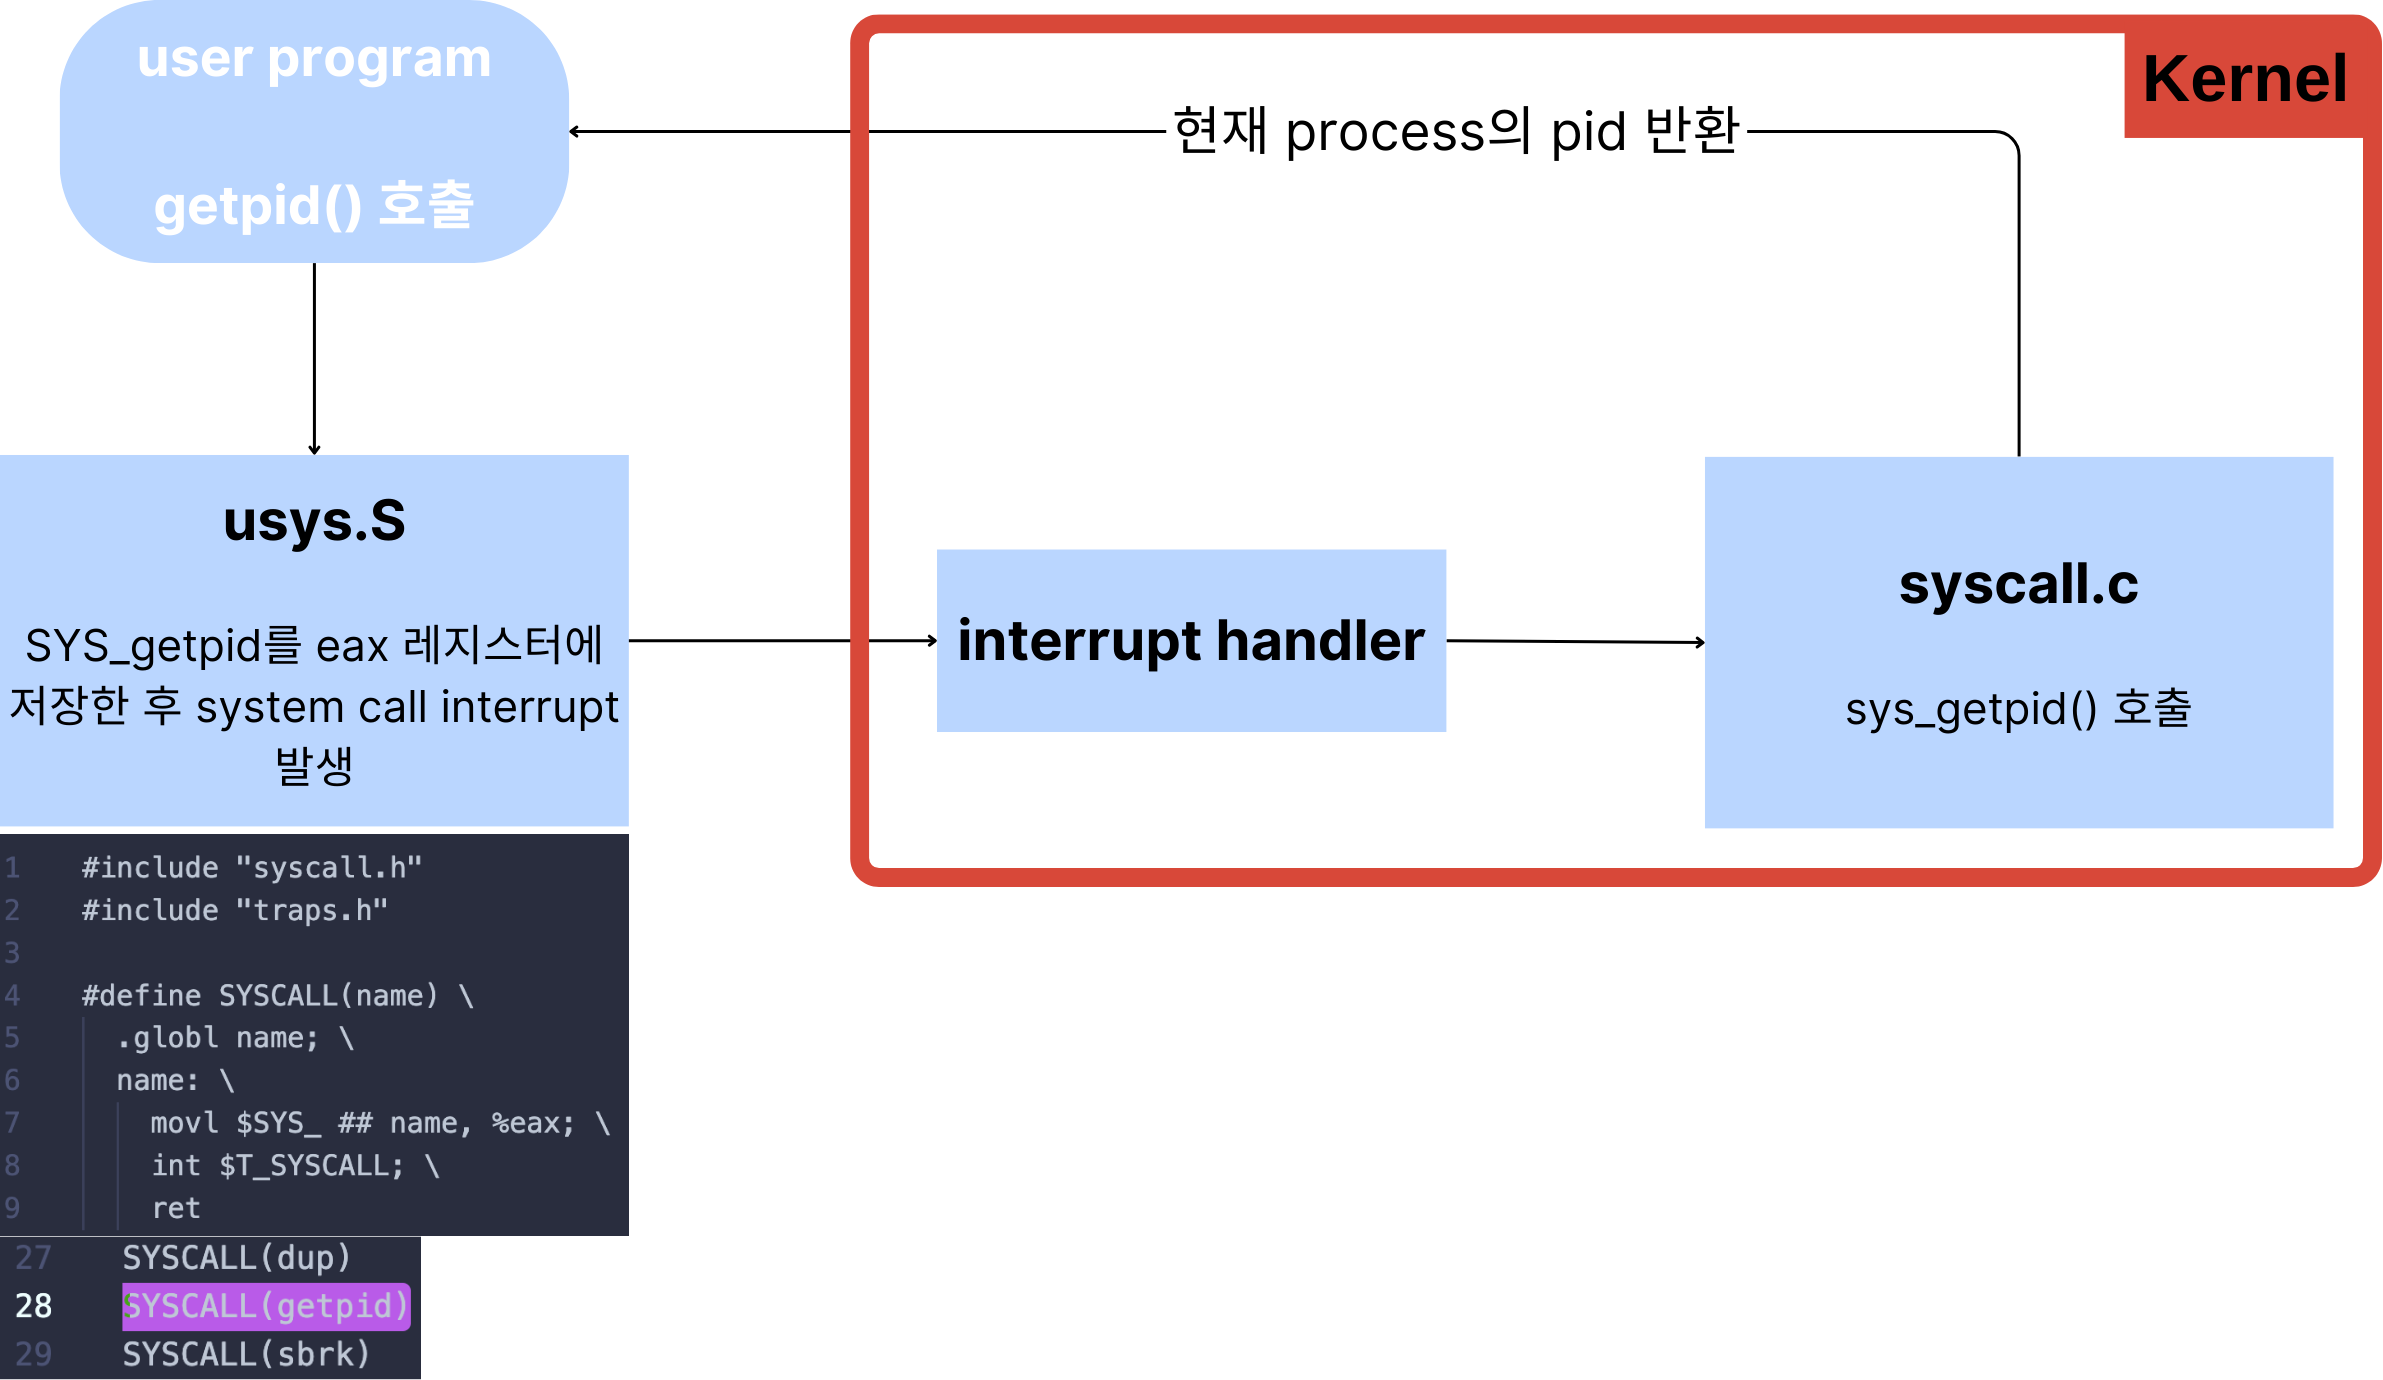 user program
getpid() 호출
Kernel
현재 process의 pid 반환
usys.S
SYS_getpid를 eax 레지스터에
저장한 후 system call interrupt
발생
interrupt handler
syscall.c
sys_getpid() 호출
1 #include "syscall.h"
2 #include "traps.h"
3
4 #define SYSCALL(name) \
5 .globl name; \
6 name: \
7 movl $SYS_ ## name, %eax; \
8 int $T_SYSCALL; \
9 ret
27 SYSCALL(dup)
28 SYSCALL(getpid)
29 SYSCALL(sbrk)